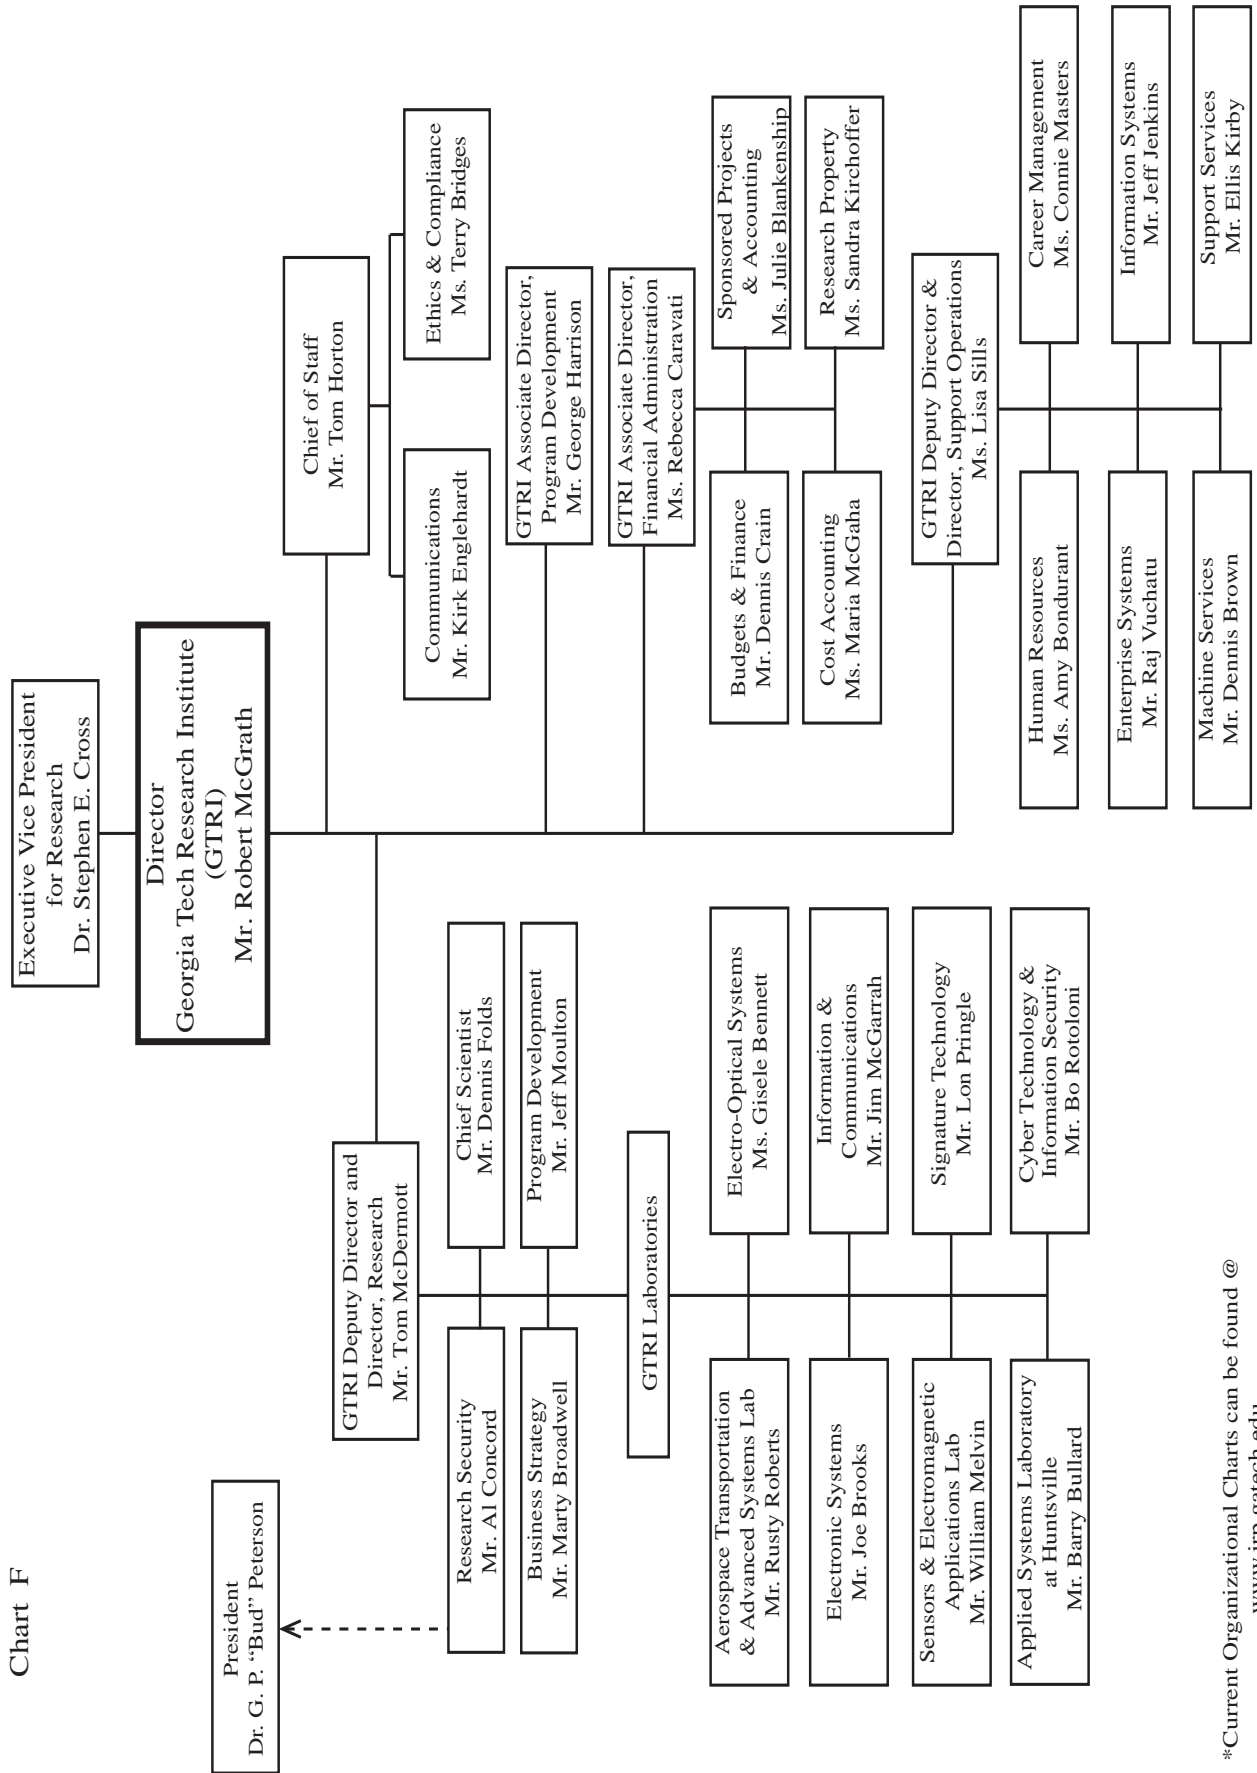 Chart F
Executive Vice President
for Research
Dr. Stephen E. Cross
Director
Georgia Tech Research Institute
(GTRI)
Mr. Robert McGrath
President
Dr. G. P. “Bud” Peterson
GTRI Deputy Director and
Director, Research
Mr. Tom McDermott
Research Security
Mr. Al Concord
Chief Scientist
Mr. Dennis Folds
Business Strategy
Mr. Marty Broadwell
Program Development
Mr. Jeff Moulton
GTRI Laboratories
Aerospace Transportation
& Advanced Systems Lab
Mr. Rusty Roberts
Electro-Optical Systems
Ms. Gisele Bennett
Electronic Systems
Mr. Joe Brooks
Information &
Communications
Mr. Jim McGarrah
Sensors & Electromagnetic
Applications Lab
Mr. William Melvin
Signature Technology
Mr. Lon Pringle
Applied Systems Laboratory
at Huntsville
Mr. Barry Bullard
Cyber Technology &
Information Security
Mr. Bo Rotoloni
Chief of Staff
Mr. Tom Horton
Communications
Mr. Kirk Englehardt
Ethics & Compliance
Ms. Terry Bridges
GTRI Associate Director,
Program Development
Mr. George Harrison
GTRI Associate Director,
Financial Administration
Ms. Rebecca Caravati
Budgets & Finance
Mr. Dennis Crain
Sponsored Projects
& Accounting
Ms. Julie Blankenship
Cost Accounting
Ms. Maria McGaha
Research Property
Ms. Sandra Kirchoffer
GTRI Deputy Director &
Director, Support Operations
Ms. Lisa Sills
Human Resources
Ms. Amy Bondurant
Career Management
Ms. Connie Masters
Enterprise Systems
Mr. Raj Vuchatu
Information Systems
Mr. Jeff Jenkins
Machine Services
Mr. Dennis Brown
Support Services
Mr. Ellis Kirby
*Current Organizational Charts can be found @
www.irp.gatech.edu